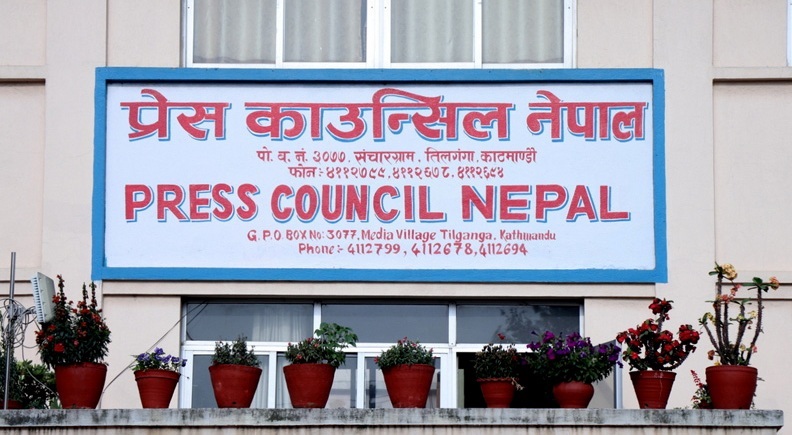 प्रेस काउन्सिल नेपाल
पो. ब. नं. ३०७७, संचारग्राम, तिलगंगा, काठमाण्डौ
फोन:- ४११२७९९, ४११२६७८, ४११२६९४
PRESS COUNCIL NEPAL
G.P.O. BOX No: 3077, Media Village Tilganga, Kathmandu
Phone:- 4112799, 4112678, 4112694